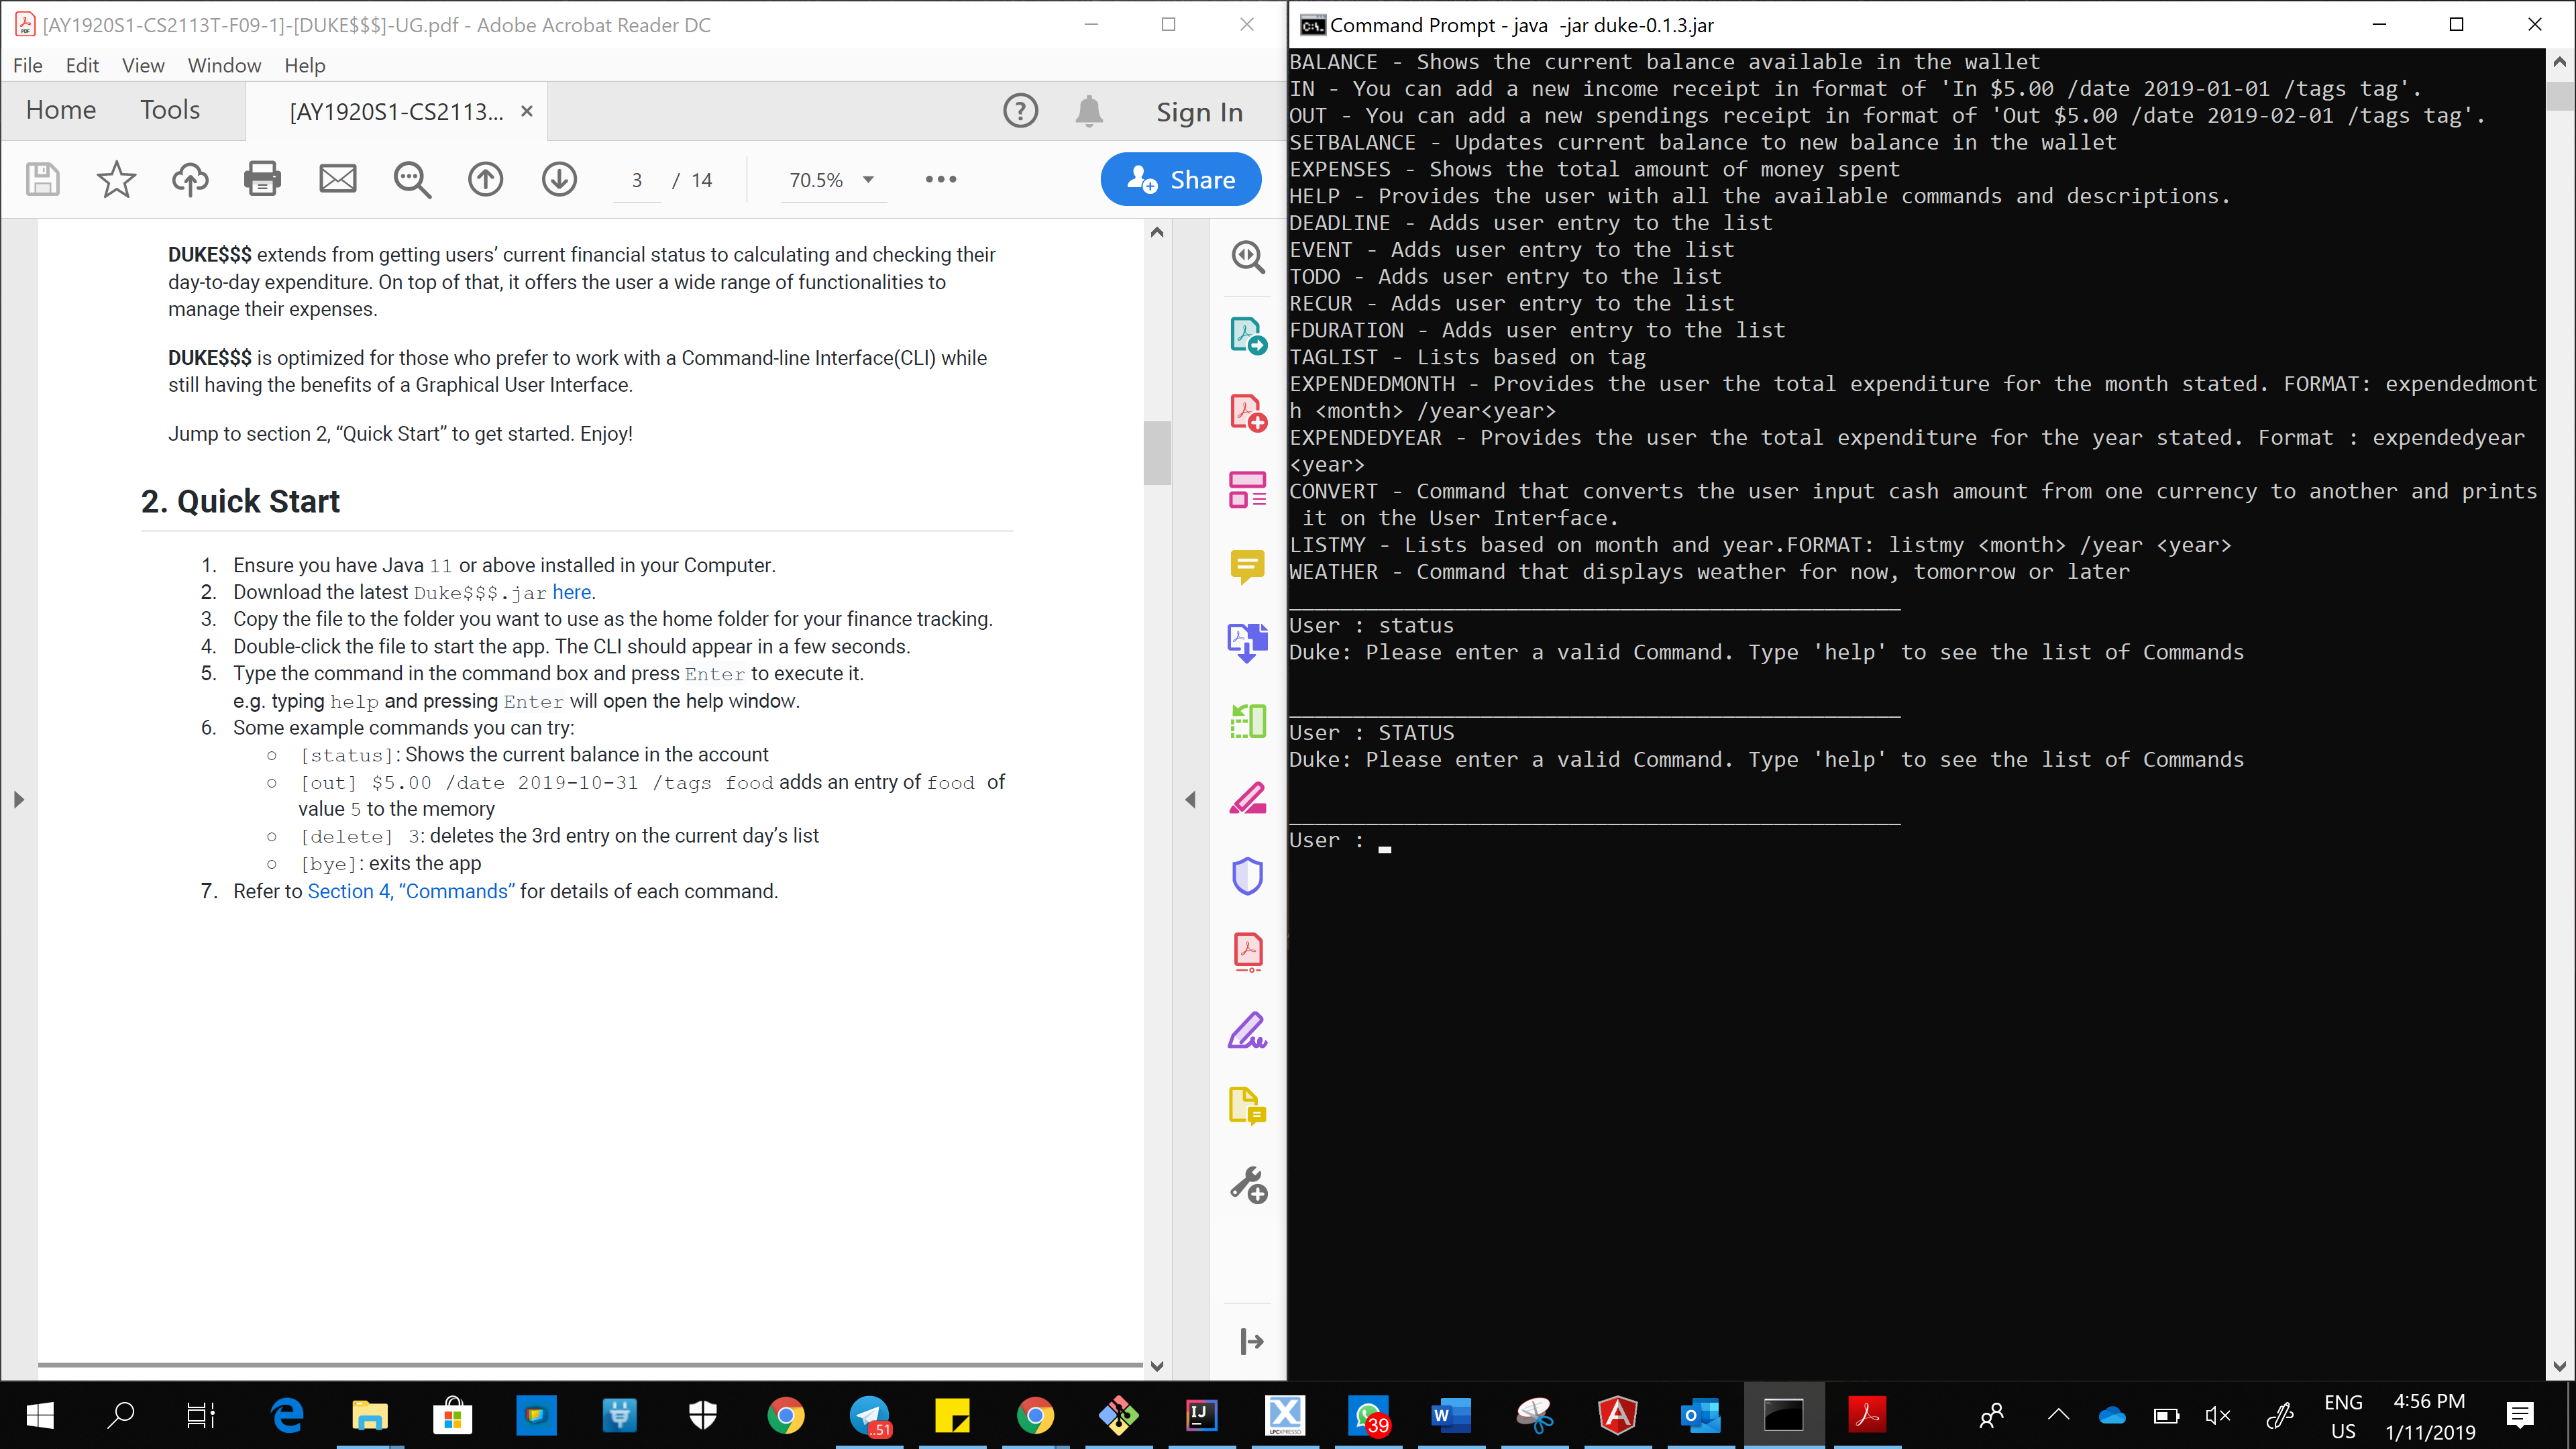 [AY1920S1-CS2113T-F09-1]-[DUKE$$$]-UG.pdf - Adobe Acrobat Reader DC
File Edit View Window Help
Home Tools [AY1920S1-CS2113... × Sign In
3 / 14 70.5% Share
DUKE$$$ extends from getting users’ current financial status to calculating and checking their
day-to-day expenditure. On top of that, it offers the user a wide range of functionalities to
manage their expenses.
DUKE$$$ is optimized for those who prefer to work with a Command-line Interface(CLI) while
still having the benefits of a Graphical User Interface.
Jump to section 2, “Quick Start” to get started. Enjoy!
2. Quick Start
1. Ensure you have Java 11 or above installed in your Computer.
2. Download the latest Duke$$$.jar here.
3. Copy the file to the folder you want to use as the home folder for your finance tracking.
4. Double-click the file to start the app. The CLI should appear in a few seconds.
5. Type the command in the command box and press Enter to execute it.
e.g. typing help and pressing Enter will open the help window.
6. Some example commands you can try:
○ [status]: Shows the current balance in the account
○ [out] $5.00 /date 2019-10-31 /tags food adds an entry of food of
value 5 to the memory
○ [delete] 3: deletes the 3rd entry on the current day’s list
○ [bye]: exits the app
7. Refer to Section 4, “Commands” for details of each command.
Command Prompt - java -jar duke-0.1.3.jar
BALANCE - Shows the current balance available in the wallet
IN - You can add a new income receipt in format of 'In $5.00 /date 2019-01-01 /tags tag'.
OUT - You can add a new spendings receipt in format of 'Out $5.00 /date 2019-02-01 /tags tag'.
SETBALANCE - Updates current balance to new balance in the wallet
EXPENSES - Shows the total amount of money spent
HELP - Provides the user with all the available commands and descriptions.
DEADLINE - Adds user entry to the list
EVENT - Adds user entry to the list
TODO - Adds user entry to the list
RECUR - Adds user entry to the list
FDURATION - Adds user entry to the list
TAGLIST - Lists based on tag
EXPENDEDMONTH - Provides the user the total expenditure for the month stated. FORMAT: expendedmont
h <month> /year<year>
EXPENDEDYEAR - Provides the user the total expenditure for the year stated. Format : expendedyear
<year>
CONVERT - Command that converts the user input cash amount from one currency to another and prints
it on the User Interface.
LISTMY - Lists based on month and year.FORMAT: listmy <month> /year <year>
WEATHER - Command that displays weather for now, tomorrow or later
________________________________________________
User : status
Duke: Please enter a valid Command. Type 'help' to see the list of Commands
________________________________________________
User : STATUS
Duke: Please enter a valid Command. Type 'help' to see the list of Commands
________________________________________________
User :
..51 IJ LPCXPRESSO 39 W
ENG 4:56 PM
US 1/11/2019